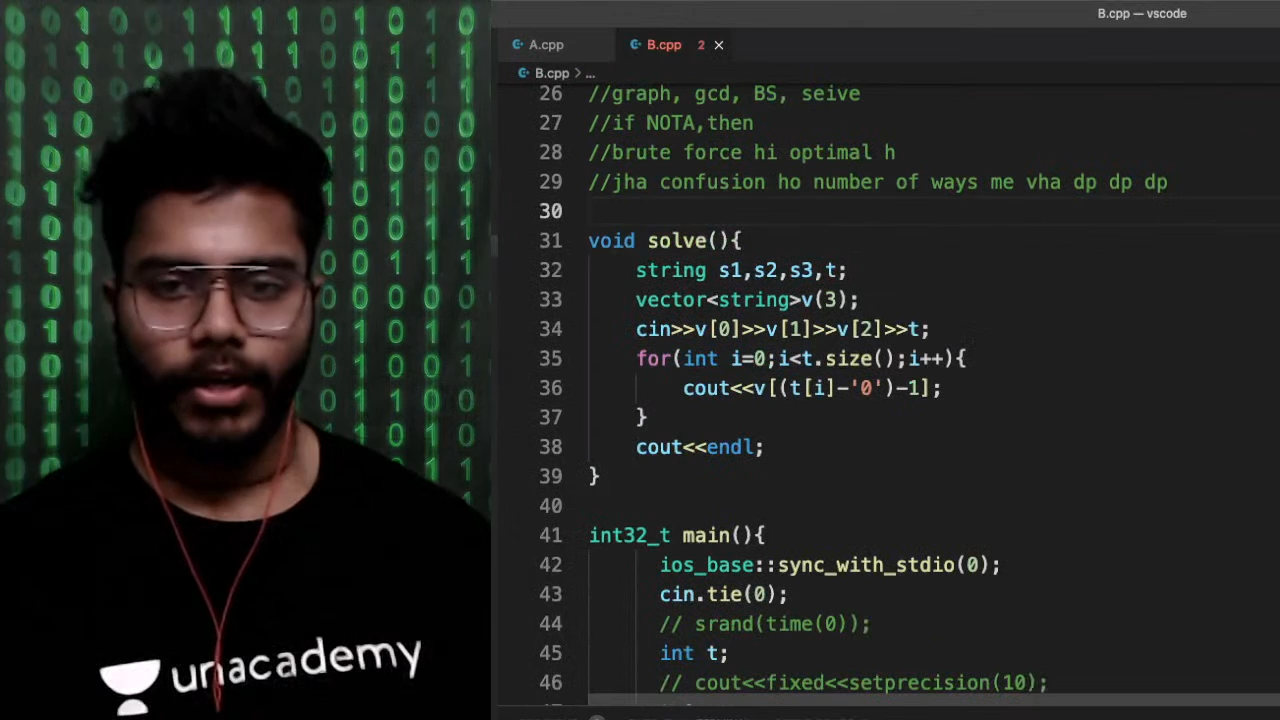 B.cpp — vscode
A.cpp
B.cpp 2 ×
B.cpp > ...
26 //graph, gcd, BS, seive
27 //if NOTA,then
28 //brute force hi optimal h
29 //jha confusion ho number of ways me vha dp dp dp
30
31 void solve(){
32 string s1,s2,s3,t;
33 vector<string>v(3);
34 cin>>v[0]>>v[1]>>v[2]>>t;
35 for(int i=0;i<t.size();i++){
36 cout<<v[(t[i]-'0')-1];
37 }
38 cout<<endl;
39 }
40
41 int32_t main(){
42 ios_base::sync_with_stdio(0);
43 cin.tie(0);
44 // srand(time(0));
45 int t;
46 // cout<<fixed<<setprecision(10);
unacademy